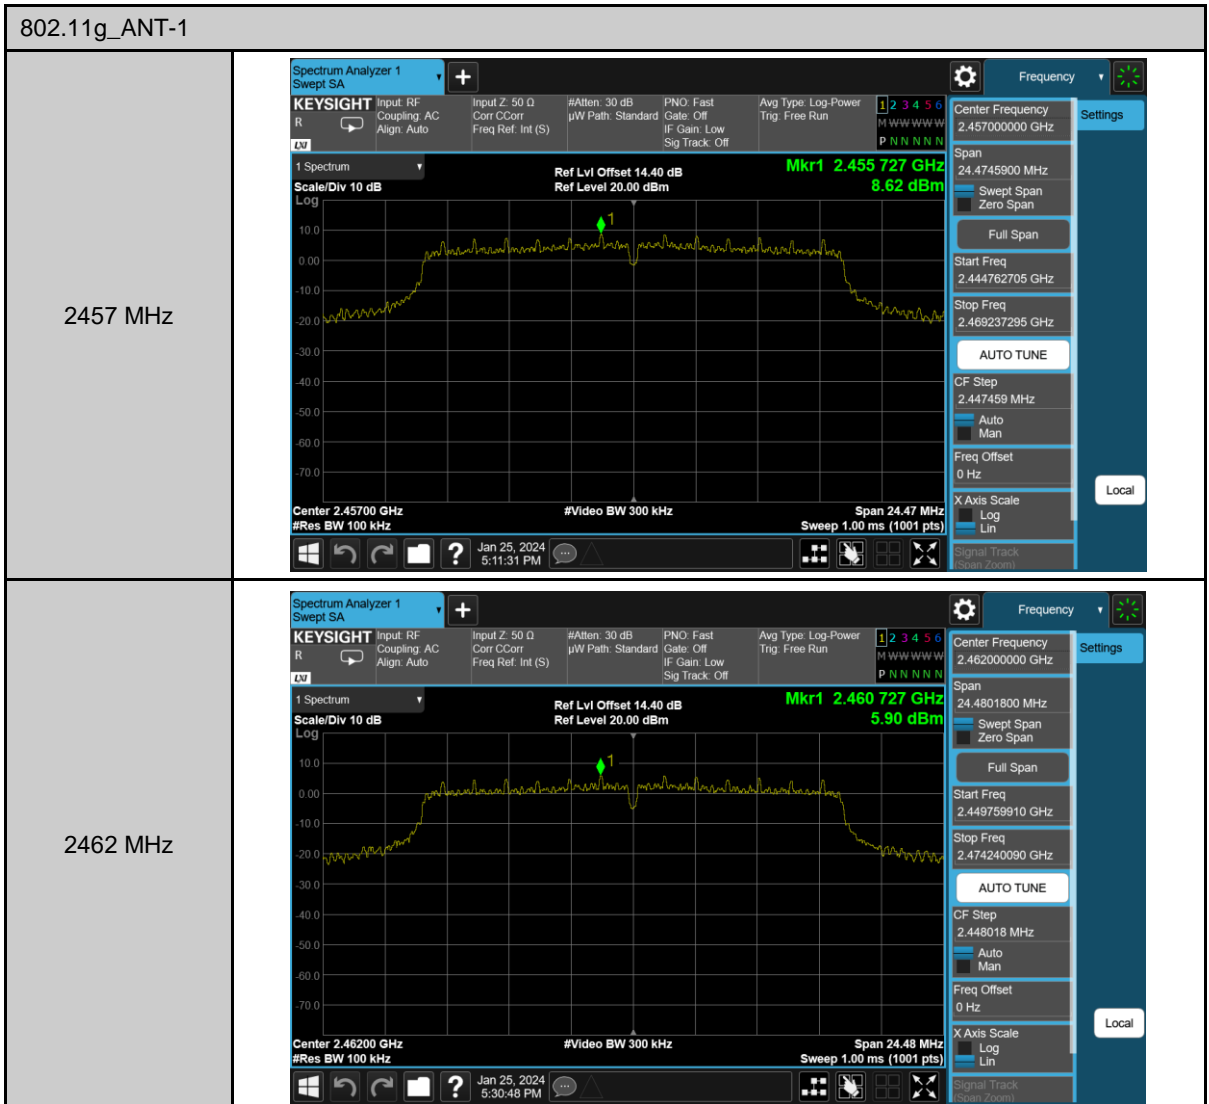 802.11g_ANT-1
2457 MHz
Spectrum Analyzer 1
Swept SA
Frequency
KEYSIGHT
R
LXI
Input: RF
Coupling: AC
Align: Auto
Input Z: 50 Ω
Corr CCorr
Freq Ref: Int (S)
#Atten: 30 dB
µW Path: Standard
PNO: Fast
Gate: Off
IF Gain: Low
Sig Track: Off
Avg Type: Log-Power
Trig: Free Run
1 2 3 4 5 6
M W W W W W
P N N N N N
1 Spectrum
Scale/Div 10 dB
Log
Ref Lvl Offset 14.40 dB
Ref Level 20.00 dBm
Mkr1 2.455 727 GHz
8.62 dBm
1
10.0
0.00
-10.0
-20.0
-30.0
-40.0
-50.0
-60.0
-70.0
Center 2.45700 GHz
#Res BW 100 kHz
#Video BW 300 kHz
Span 24.47 MHz
Sweep 1.00 ms (1001 pts)
Jan 25, 2024
5:11:31 PM
Center Frequency
2.457000000 GHz
Settings
Span
24.4745900 MHz
Swept Span
Zero Span
Full Span
Start Freq
2.444762705 GHz
Stop Freq
2.469237295 GHz
AUTO TUNE
CF Step
2.447459 MHz
Auto
Man
Freq Offset
0 Hz
X Axis Scale
Log
Lin
Local
Signal Track
(Span Zoom)
2462 MHz
Spectrum Analyzer 1
Swept SA
Frequency
KEYSIGHT
R
LXI
Input: RF
Coupling: AC
Align: Auto
Input Z: 50 Ω
Corr CCorr
Freq Ref: Int (S)
#Atten: 30 dB
µW Path: Standard
PNO: Fast
Gate: Off
IF Gain: Low
Sig Track: Off
Avg Type: Log-Power
Trig: Free Run
1 2 3 4 5 6
M W W W W W
P N N N N N
1 Spectrum
Scale/Div 10 dB
Log
Ref Lvl Offset 14.40 dB
Ref Level 20.00 dBm
Mkr1 2.460 727 GHz
5.90 dBm
1
10.0
0.00
-10.0
-20.0
-30.0
-40.0
-50.0
-60.0
-70.0
Center 2.46200 GHz
#Res BW 100 kHz
#Video BW 300 kHz
Span 24.48 MHz
Sweep 1.00 ms (1001 pts)
Jan 25, 2024
5:30:48 PM
Center Frequency
2.462000000 GHz
Settings
Span
24.4801800 MHz
Swept Span
Zero Span
Full Span
Start Freq
2.449759910 GHz
Stop Freq
2.474240090 GHz
AUTO TUNE
CF Step
2.448018 MHz
Auto
Man
Freq Offset
0 Hz
X Axis Scale
Log
Lin
Local
Signal Track
(Span Zoom)